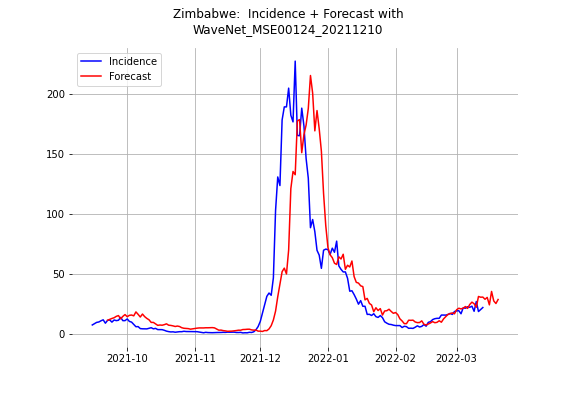 Zimbabwe:  Incidence + Forecast with
WaveNet_MSE00124_20211210
Incidence
Forecast
200
150
100
50
0
2021-10
2021-11
2021-12
2022-01
2022-02
2022-03